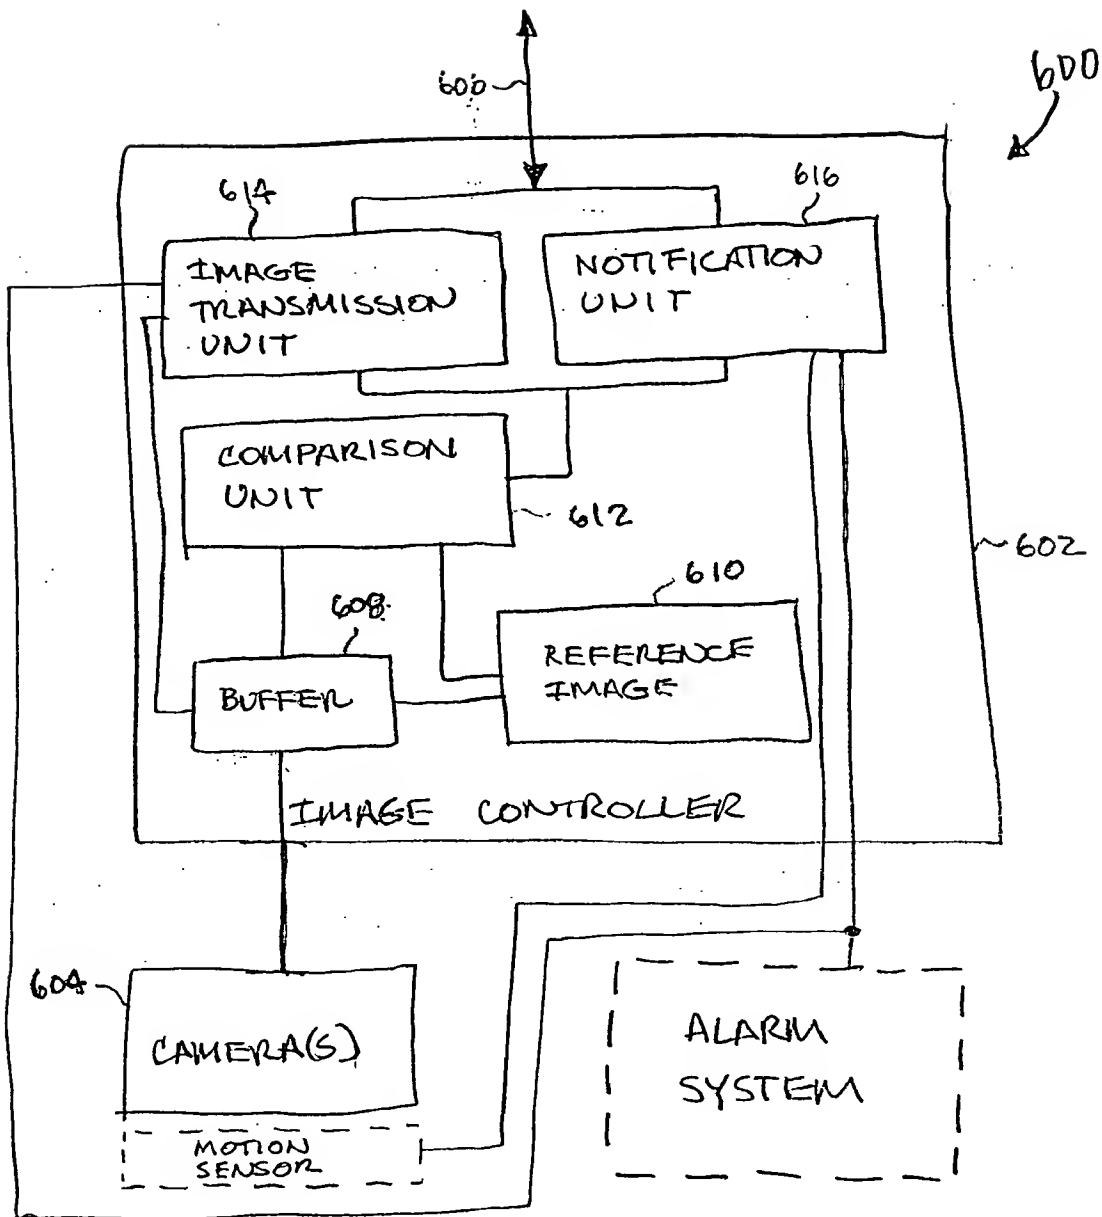 600
606
614
616
IMAGE
TRANSMISSION
UNIT
NOTIFICATION
UNIT
COMPARISON
UNIT
612
602
610
608
REFERENCE
IMAGE
BUFFER
IMAGE CONTROLLER
604
CAMERA(S)
ALARM
SYSTEM
MOTION
SENSOR